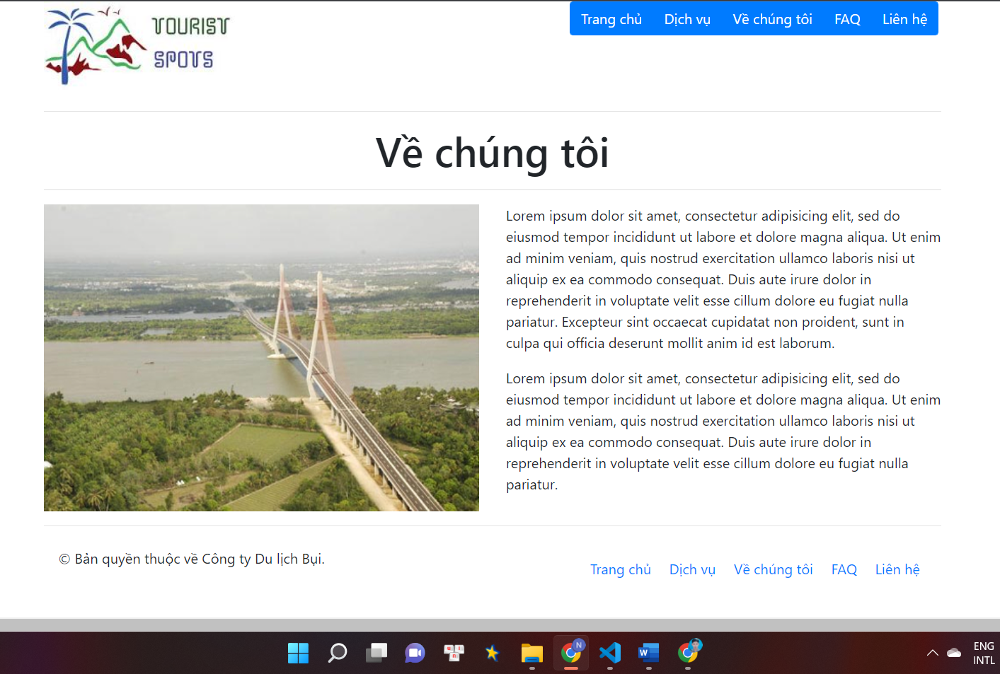 TOURIST
SPOTS
Trang chủ Dịch vụ Về chúng tôi FAQ Liên hệ
Về chúng tôi
Lorem ipsum dolor sit amet, consectetur adipisicing elit, sed do
eiusmod tempor incididunt ut labore et dolore magna aliqua. Ut enim
ad minim veniam, quis nostrud exercitation ullamco laboris nisi ut
aliquip ex ea commodo consequat. Duis aute irure dolor in
reprehenderit in voluptate velit esse cillum dolore eu fugiat nulla
pariatur. Excepteur sint occaecat cupidatat non proident, sunt in
culpa qui officia deserunt mollit anim id est laborum.
Lorem ipsum dolor sit amet, consectetur adipisicing elit, sed do
eiusmod tempor incididunt ut labore et dolore magna aliqua. Ut enim
ad minim veniam, quis nostrud exercitation ullamco laboris nisi ut
aliquip ex ea commodo consequat. Duis aute irure dolor in
reprehenderit in voluptate velit esse cillum dolore eu fugiat nulla
pariatur.
© Bản quyền thuộc về Công ty Du lịch Bụi.
Trang chủ Dịch vụ Về chúng tôi FAQ Liên hệ
u i n
N
W
ENG
INTL